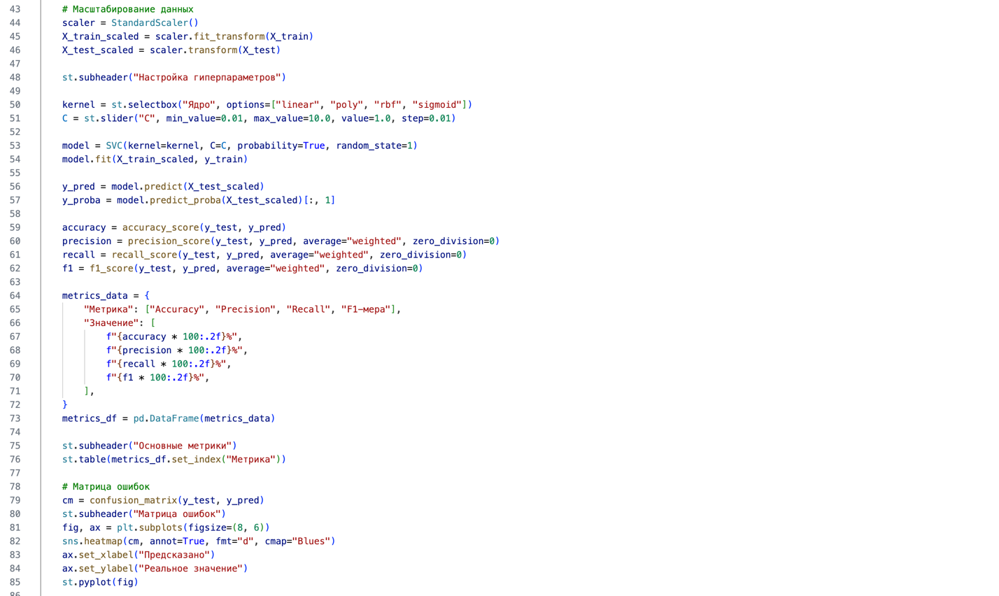 43 # Масштабирование данных
44 scaler = StandardScaler()
45 X_train_scaled = scaler.fit_transform(X_train)
46 X_test_scaled = scaler.transform(X_test)
47
48 st.subheader("Настройка гиперпараметров")
49
50 kernel = st.selectbox("Ядро", options=["linear", "poly", "rbf", "sigmoid"])
51 C = st.slider("C", min_value=0.01, max_value=10.0, value=1.0, step=0.01)
52
53 model = SVC(kernel=kernel, C=C, probability=True, random_state=1)
54 model.fit(X_train_scaled, y_train)
55
56 y_pred = model.predict(X_test_scaled)
57 y_proba = model.predict_proba(X_test_scaled)[:, 1]
58
59 accuracy = accuracy_score(y_test, y_pred)
60 precision = precision_score(y_test, y_pred, average="weighted", zero_division=0)
61 recall = recall_score(y_test, y_pred, average="weighted", zero_division=0)
62 f1 = f1_score(y_test, y_pred, average="weighted", zero_division=0)
63
64 metrics_data = {
65 "Метрика": ["Accuracy", "Precision", "Recall", "F1-мера"],
66 "Значение": [
67 f"{accuracy * 100:.2f}%",
68 f"{precision * 100:.2f}%",
69 f"{recall * 100:.2f}%",
70 f"{f1 * 100:.2f}%",
71 ],
72 }
73 metrics_df = pd.DataFrame(metrics_data)
74
75 st.subheader("Основные метрики")
76 st.table(metrics_df.set_index("Метрика"))
77
78 # Матрица ошибок
79 cm = confusion_matrix(y_test, y_pred)
80 st.subheader("Матрица ошибок")
81 fig, ax = plt.subplots(figsize=(8, 6))
82 sns.heatmap(cm, annot=True, fmt="d", cmap="Blues")
83 ax.set_xlabel("Предсказано")
84 ax.set_ylabel("Реальное значение")
85 st.pyplot(fig)
86